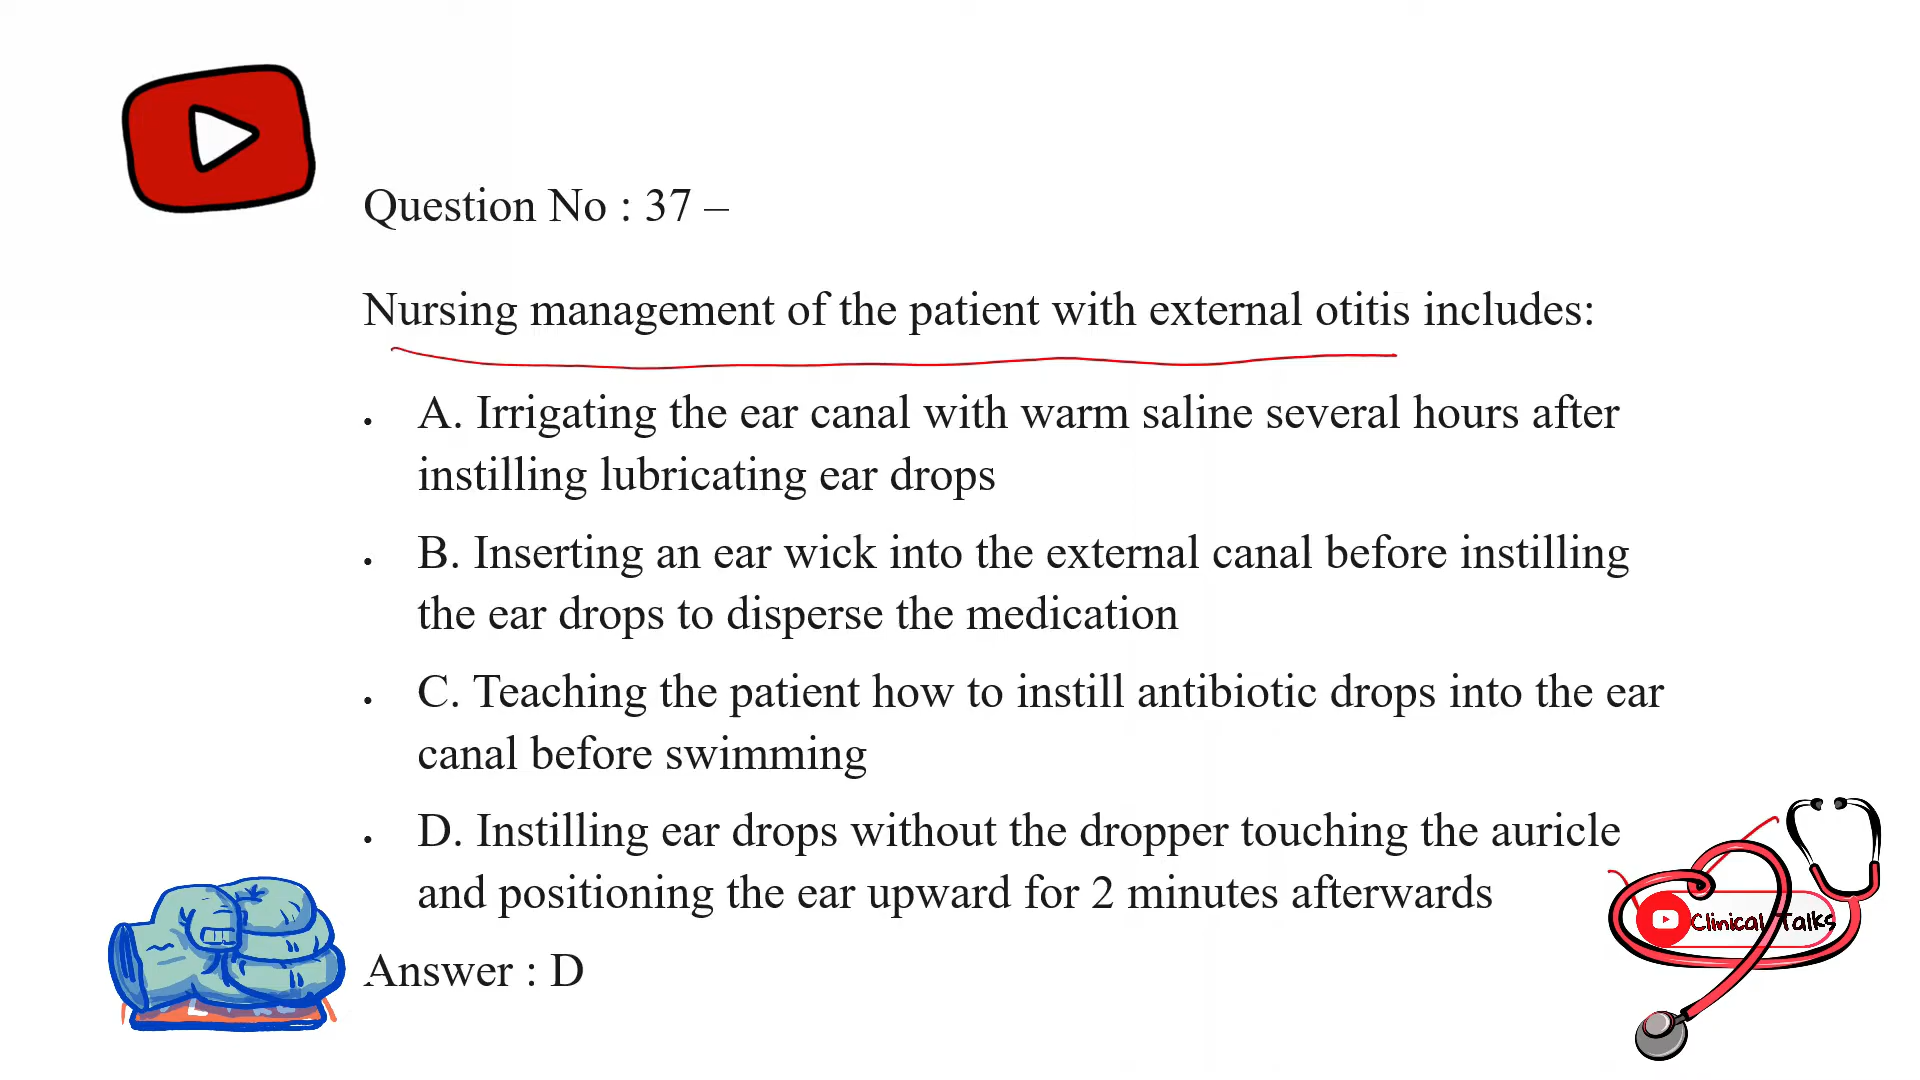 Question No : 37 –
Nursing management of the patient with external otitis includes:
• A. Irrigating the ear canal with warm saline several hours after
instilling lubricating ear drops
• B. Inserting an ear wick into the external canal before instilling
the ear drops to disperse the medication
• C. Teaching the patient how to instill antibiotic drops into the ear
canal before swimming
• D. Instilling ear drops without the dropper touching the auricle
and positioning the ear upward for 2 minutes afterwards
Clinical Talks
Answer : D